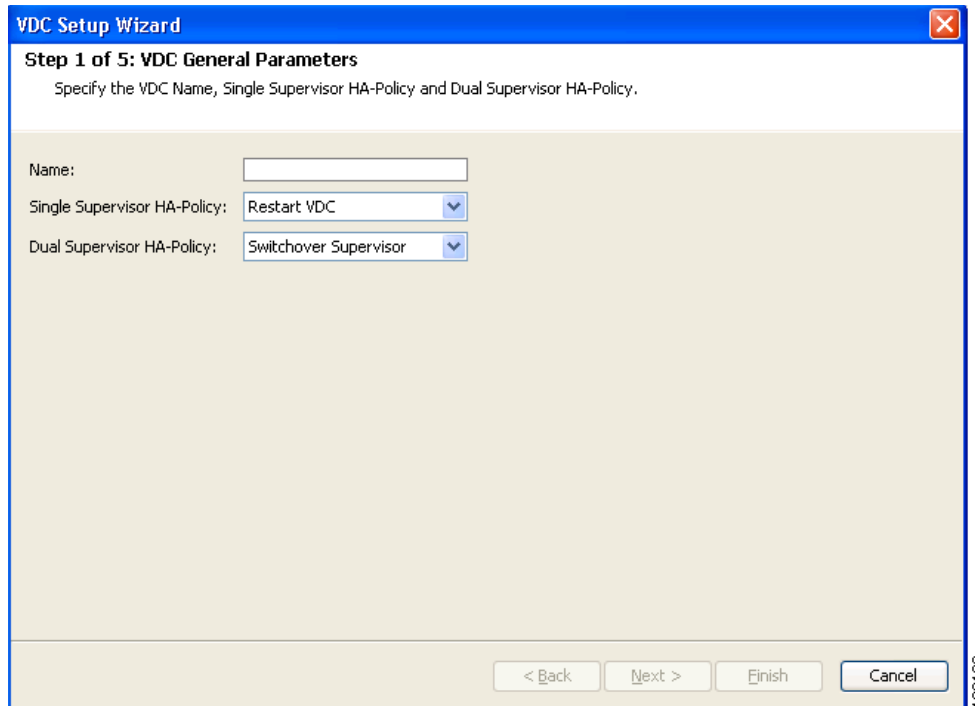 VDC Setup Wizard
Step 1 of 5: VDC General Parameters
Specify the VDC Name, Single Supervisor HA-Policy and Dual Supervisor HA-Policy.
Name:
Single Supervisor HA-Policy: Restart VDC
Dual Supervisor HA-Policy: Switchover Supervisor
< Back Next > Finish Cancel